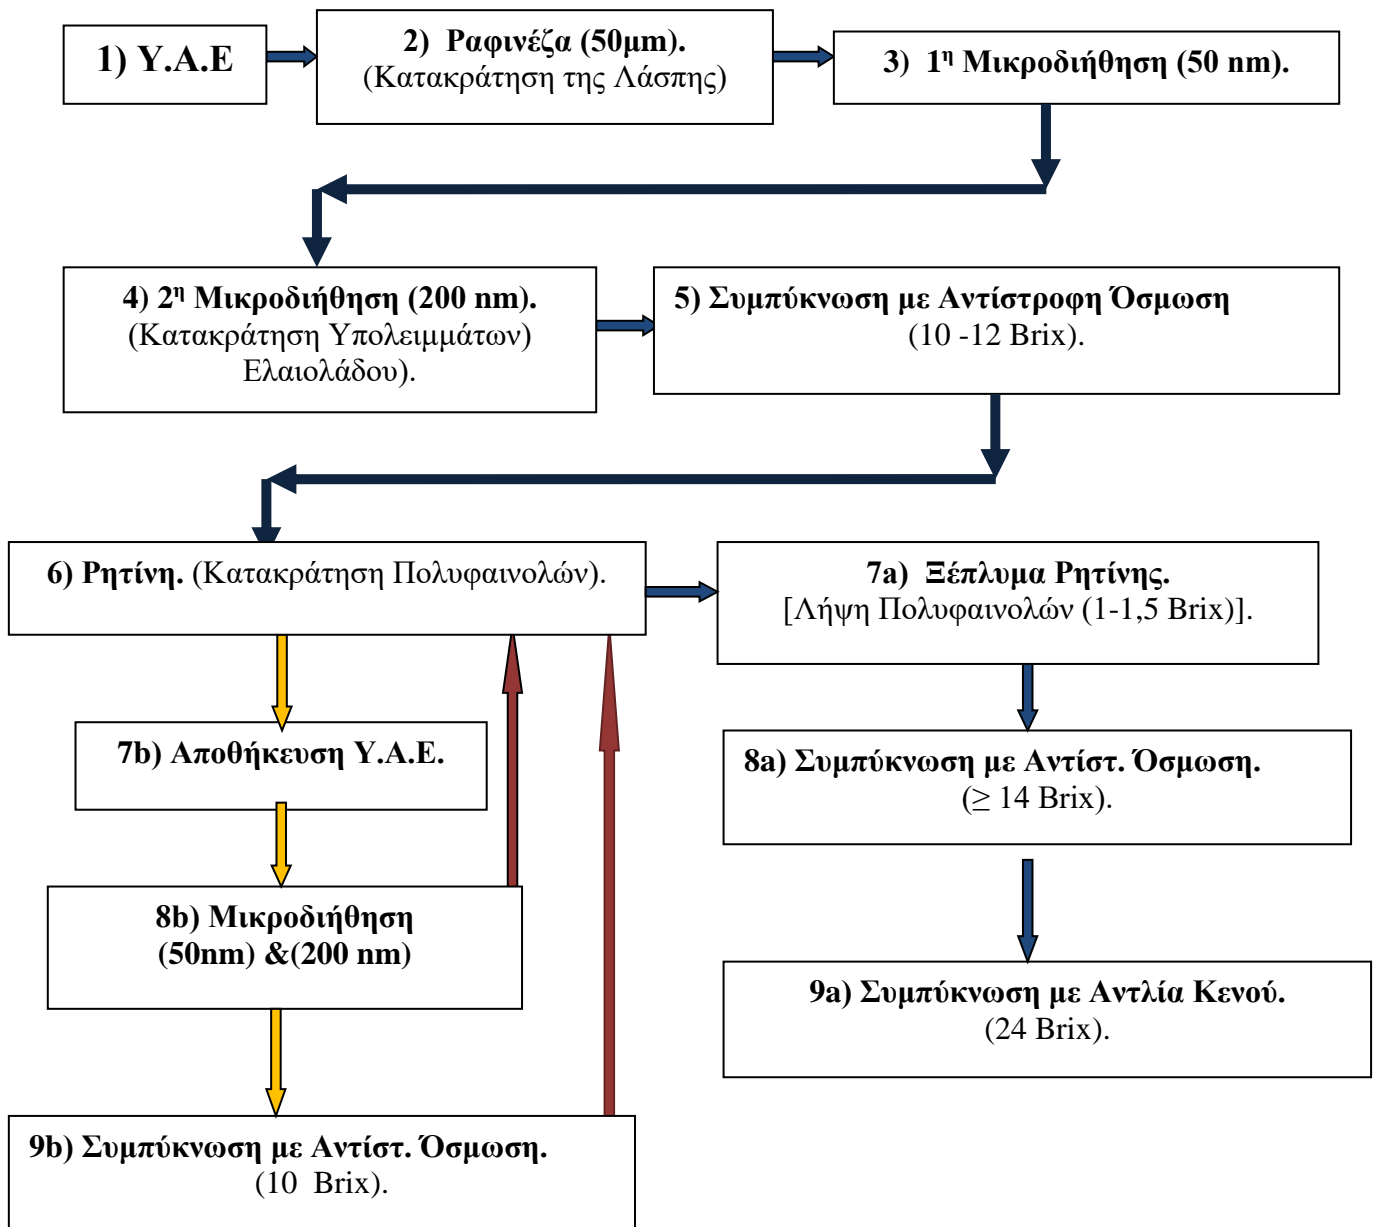 1) Υ.Α.Ε
2) Ραφινέζα (50μm).
(Κατακράτηση της Λάσπης)
3) 1η Μικροδιήθηση (50 nm).
4) 2η Μικροδιήθηση (200 nm).
(Κατακράτηση Υπολειμμάτων)
Ελαιολάδου).
5) Συμπύκνωση με Αντίστροφη Όσμωση
(10 -12 Brix).
6) Ρητίνη. (Κατακράτηση Πολυφαινολών).
7a) Ξέπλυμα Ρητίνης.
[Λήψη Πολυφαινολών (1-1,5 Brix)].
7b) Αποθήκευση Υ.Α.Ε.
8a) Συμπύκνωση με Αντίστ. Όσμωση.
(≥ 14 Brix).
8b) Μικροδιήθηση
(50nm) &(200 nm)
9a) Συμπύκνωση με Αντλία Κενού.
(24 Brix).
9b) Συμπύκνωση με Αντίστ. Όσμωση.
(10 Brix).